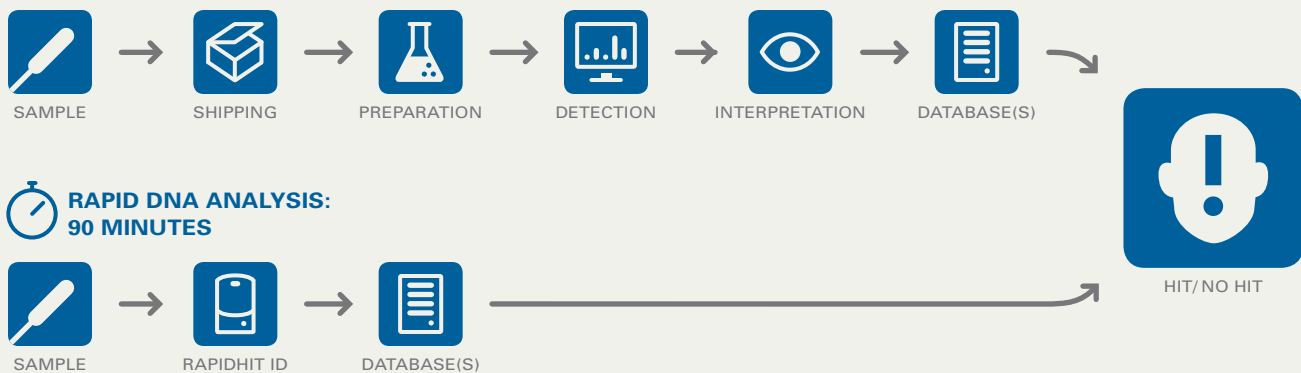 SAMPLE
SHIPPING
PREPARATION
DETECTION
INTERPRETATION
DATABASE(S)
RAPID DNA ANALYSIS:
90 MINUTES
HIT/ NO HIT
SAMPLE
RAPIDHIT ID
DATABASE(S)